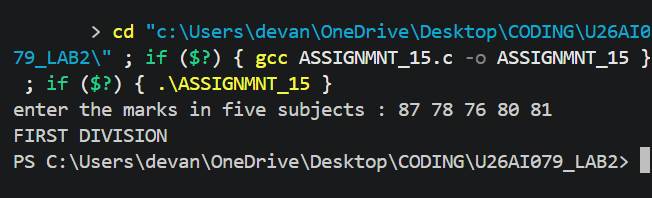 > cd "c:\Users\devan\OneDrive\Desktop\CODING\U26AI0
79_LAB2\" ; if ($?) { gcc ASSIGNMNT_15.c -o ASSIGNMNT_15 }
; if ($?) { .\ASSIGNMNT_15 }
enter the marks in five subjects : 87 78 76 80 81
FIRST DIVISION
PS C:\Users\devan\OneDrive\Desktop\CODING\U26AI079_LAB2>